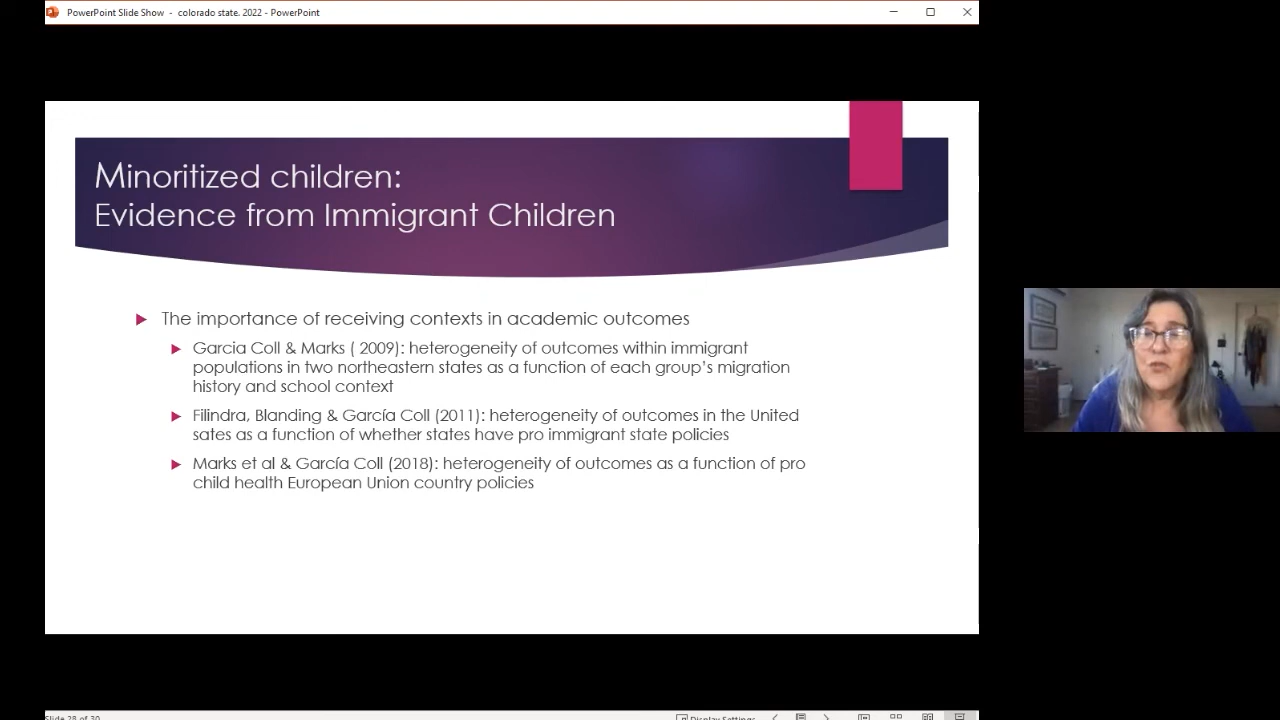 PowerPoint Slide Show - colorado state. 2022 - PowerPoint
Minoritized children:
Evidence from Immigrant Children
The importance of receiving contexts in academic outcomes
Garcia Coll & Marks ( 2009): heterogeneity of outcomes within immigrant
populations in two northeastern states as a function of each group's migration
history and school context
Filindra, Blanding & García Coll (2011): heterogeneity of outcomes in the United
sates as a function of whether states have pro immigrant state policies
Marks et al & García Coll (2018): heterogeneity of outcomes as a function of pro
child health European Union country policies
Slide 28 of 30
Display Settings